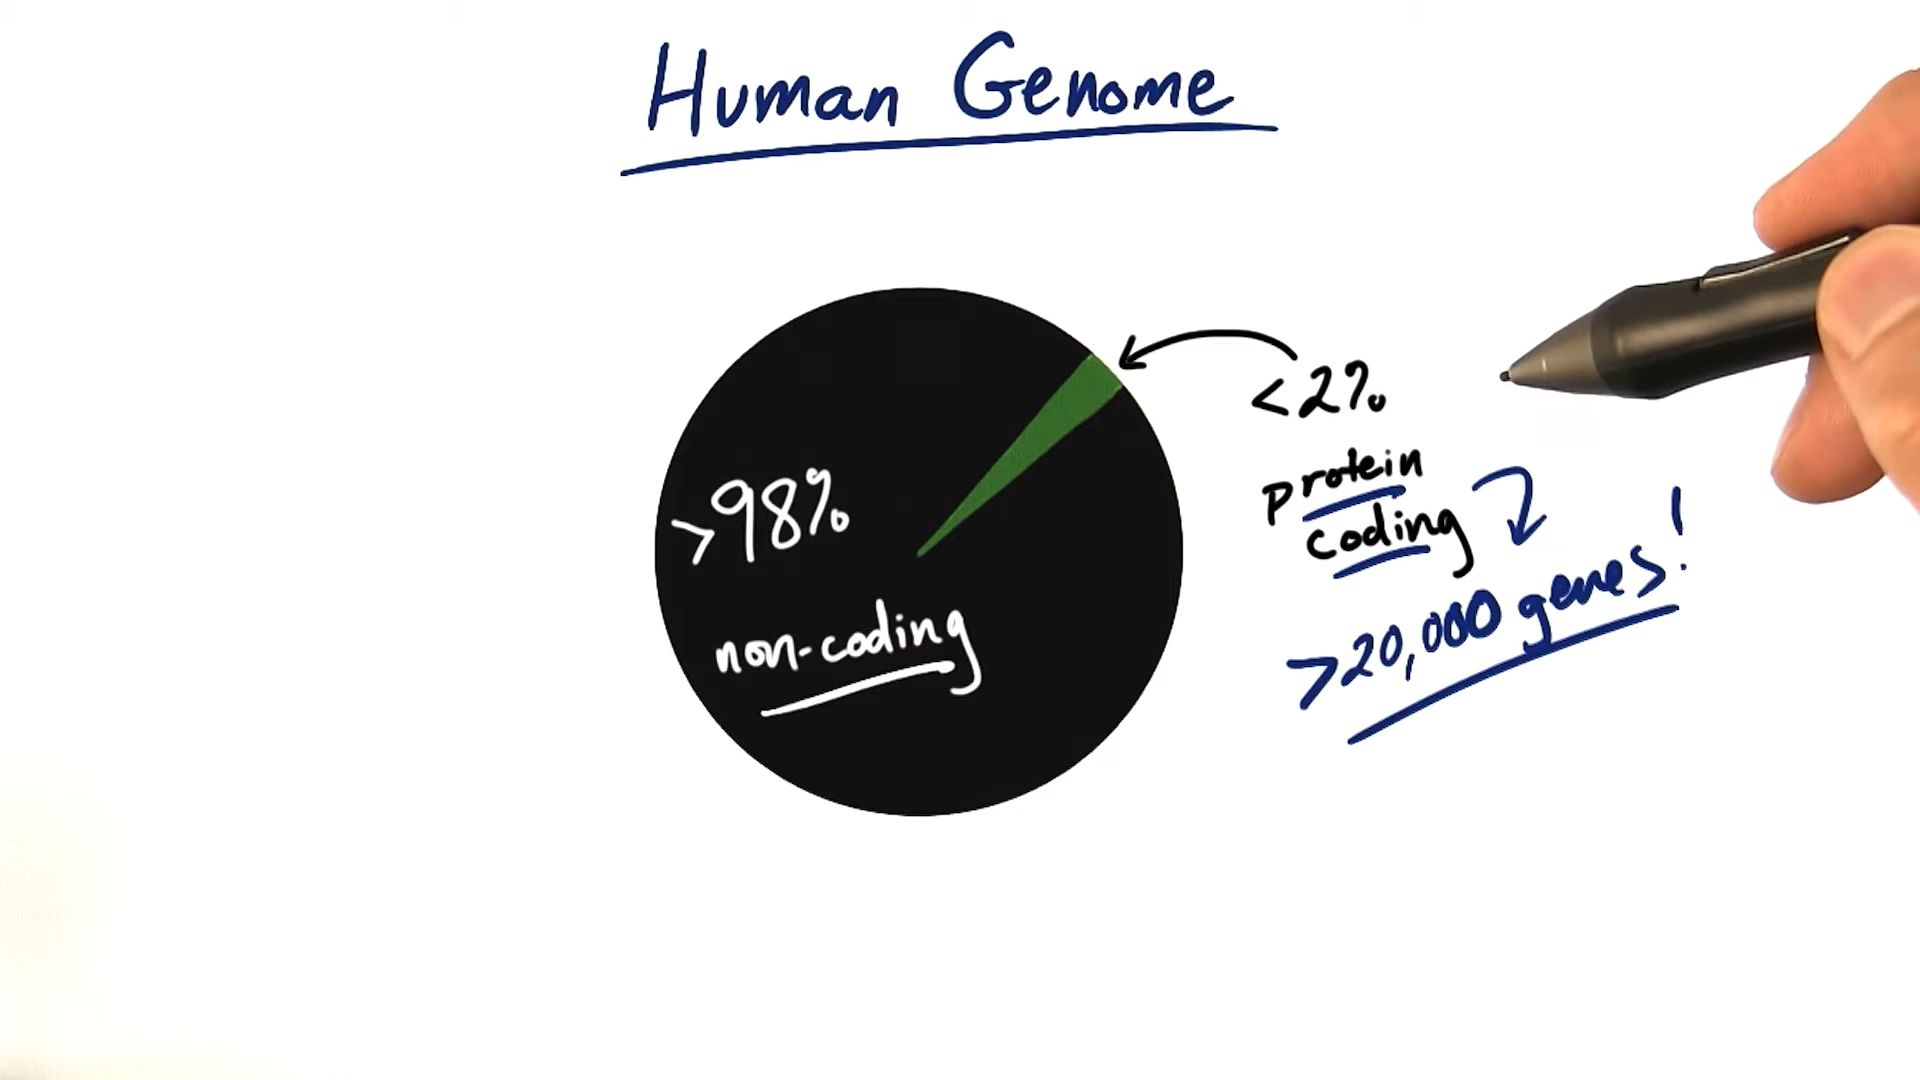 Human Genome
<2%
protein
coding
>20,000 genes!
>98%
non-coding